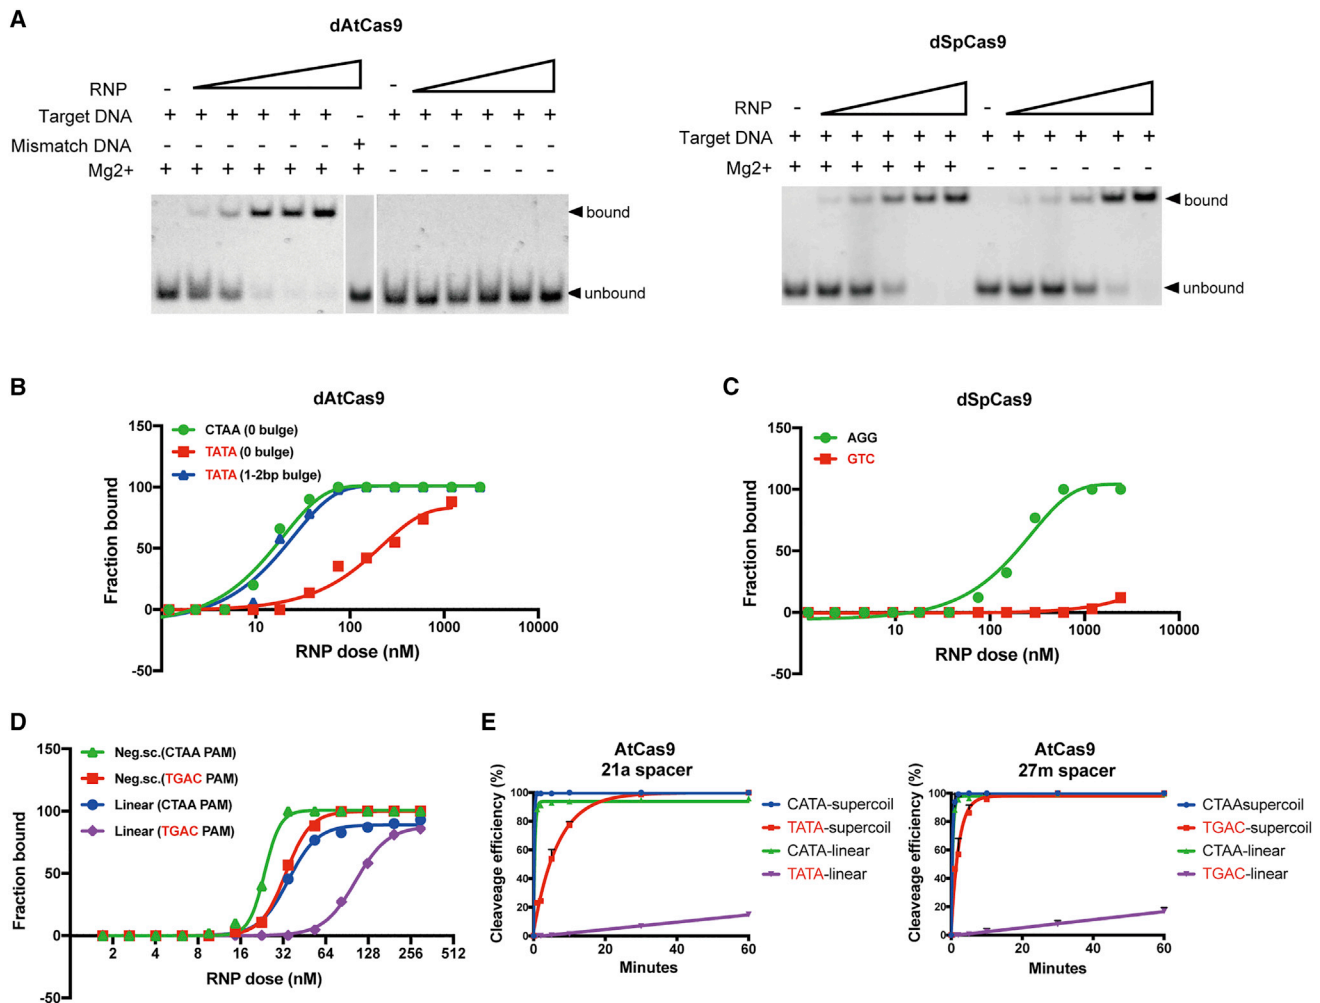 A
dAtCas9
RNP -
Target DNA + + + + + + - + + + + + +
Mismatch DNA - - - - - - + - - - - - -
Mg2+ + + + + + + + - - - - - -
bound
unbound
dSpCas9
RNP - -
Target DNA + + + + + + + + + + + +
Mg2+ + + + + + + - - - - - -
bound
unbound
B
dAtCas9
CTAA (0 bulge)
TATA (0 bulge)
TATA (1-2bp bulge)
150
100
50
0
-50
10 100 1000 10000
Fraction bound
RNP dose (nM)
C
dSpCas9
AGG
GTC
150
100
50
0
-50
10 100 1000 10000
Fraction bound
RNP dose (nM)
D
Neg.sc.(CTAA PAM)
Neg.sc.(TGAC PAM)
Linear (CTAA PAM)
Linear (TGAC PAM)
150
100
50
0
-50
2 4 8 16 32 64 128 256 512
Fraction bound
RNP dose (nM)
E
AtCas9
21a spacer
Cleaveage efficiency (%)
100
80
60
40
20
0
0 20 40 60
Minutes
CATA-supercoil
TATA-supercoil
CATA-linear
TATA-linear
AtCas9
27m spacer
Cleaveage efficiency (%)
100
80
60
40
20
0
0 20 40 60
Minutes
CTAAsupercoil
TGAC-supercoil
CTAA-linear
TGAC-linear